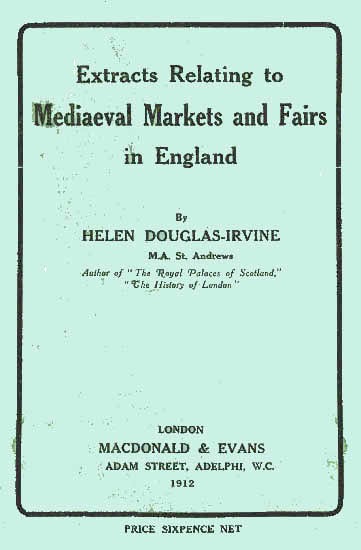 Extracts Relating to
Mediaeval Markets and Fairs
in England
By
HELEN DOUGLAS-IRVINE
M.A. St. Andrews
Author of "The Royal Palaces of Scotland,"
"The History of London"
LONDON
MACDONALD & EVANS
ADAM STREET, ADELPHI, W.C.
1912
PRICE SIXPENCE NET